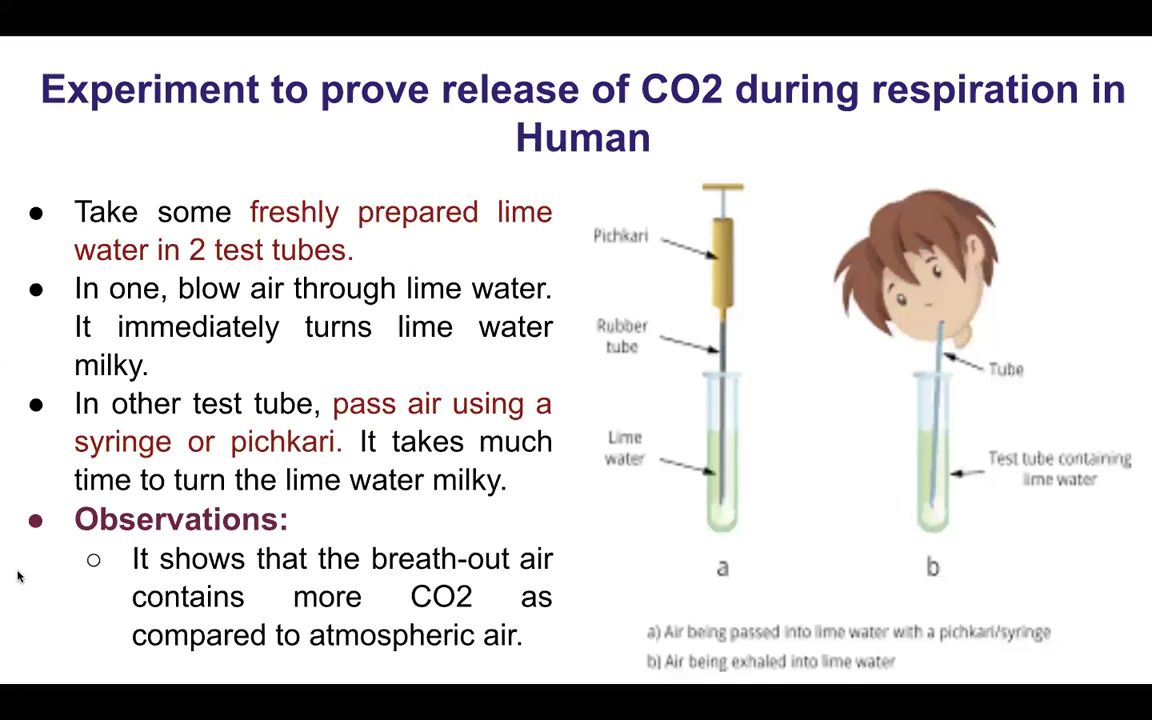 Experiment to prove release of CO2 during respiration in
Human
● Take some freshly prepared lime
water in 2 test tubes.
● In one, blow air through lime water.
It immediately turns lime water
milky.
● In other test tube, pass air using a
syringe or pichkari. It takes much
time to turn the lime water milky.
● Observations:
○ It shows that the breath-out air
contains more CO2 as
compared to atmospheric air.
Pichkari
Rubber
tube
Lime
water
a
Tube
Test tube containing
lime water
b
a) Air being passed into lime water with a pichkari/syringe
b) Air being exhaled into lime water